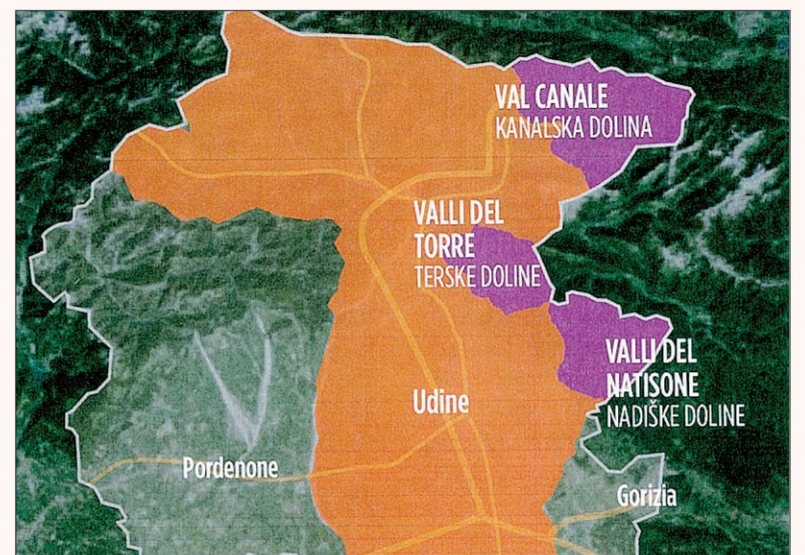 VAL CANALE
KANALSKA DOLINA
VALLI DEL
TORRE
TERSKE DOLINE
VALLI DEL
NATISONE
NADIŠKE DOLINE
Udine
Pordenone
Gorizia